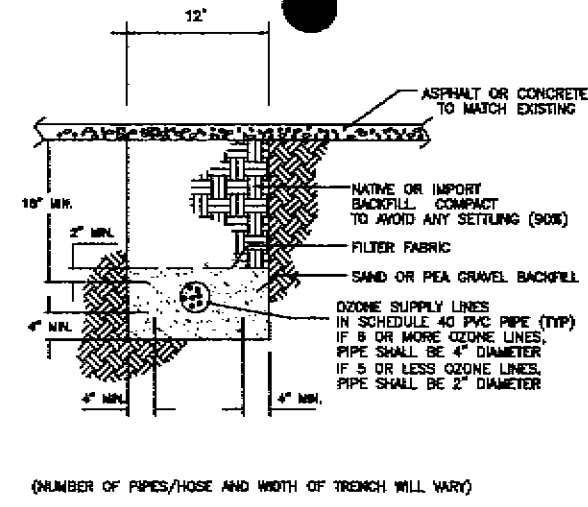 12"
ASPHALT OR CONCRETE
TO MATCH EXISTING
NATIVE OR IMPORT
BACKFILL. COMPACT
TO AVOID ANY SETTLING (90%)
18" MIN.
2" MIN.
FILTER FABRIC
SAND OR PEA GRAVEL BACKFILL
OZONE SUPPLY LINES
IN SCHEDULE 40 PVC PIPE (TYP)
IF 6 OR MORE OZONE LINES,
PIPE SHALL BE 4" DIAMETER
IF 5 OR LESS OZONE LINES,
PIPE SHALL BE 2" DIAMETER
4" MIN.
4" MIN.
4" MIN.
(NUMBER OF PIPES/HOSE AND WIDTH OF TRENCH WILL VARY)